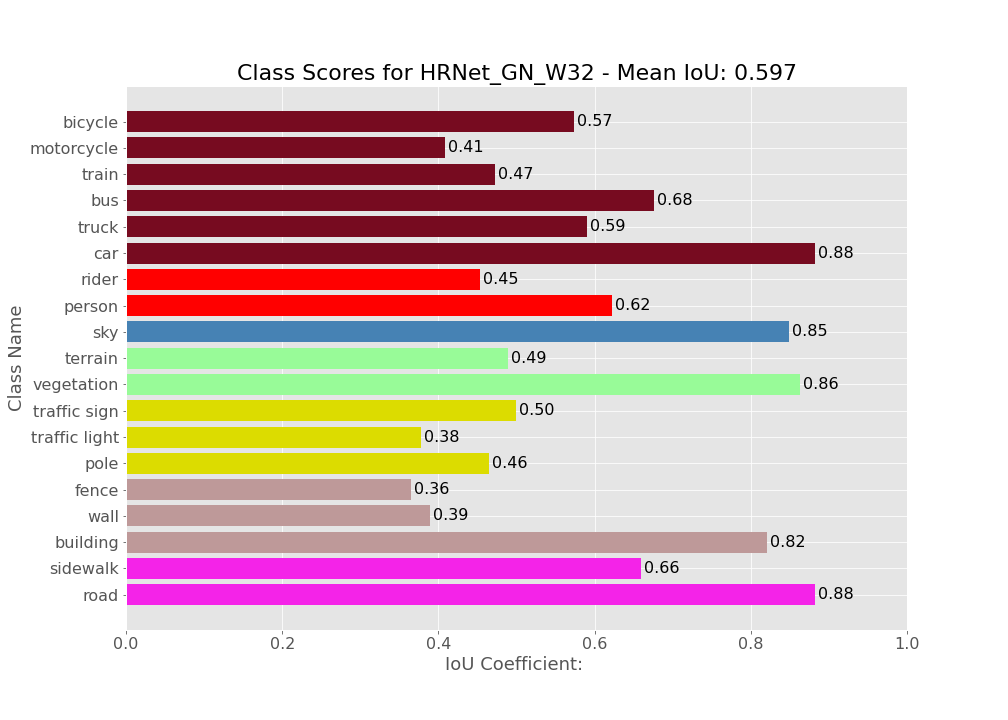 Class Scores for HRNet_GN_W32 - Mean IoU: 0.597
bicycle 0.57
motorcycle 0.41
train 0.47
bus 0.68
truck 0.59
car 0.88
rider 0.45
person 0.62
sky 0.85
terrain 0.49
vegetation 0.86
traffic sign 0.50
traffic light 0.38
pole 0.46
fence 0.36
wall 0.39
building 0.82
sidewalk 0.66
road 0.88
Class Name
0.0 0.2 0.4 0.6 0.8 1.0
IoU Coefficient: